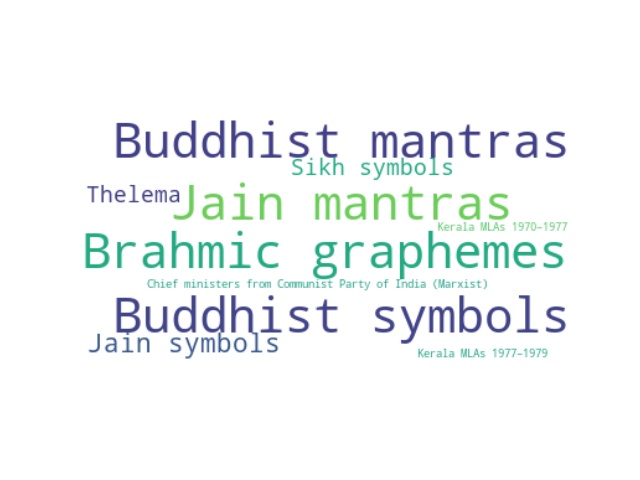 Buddhist mantras
Sikh symbols
Thelema
Jain mantras
Kerala MLAs 1970–1977
Brahmic graphemes
Chief ministers from Communist Party of India (Marxist)
Buddhist symbols
Jain symbols
Kerala MLAs 1977–1979